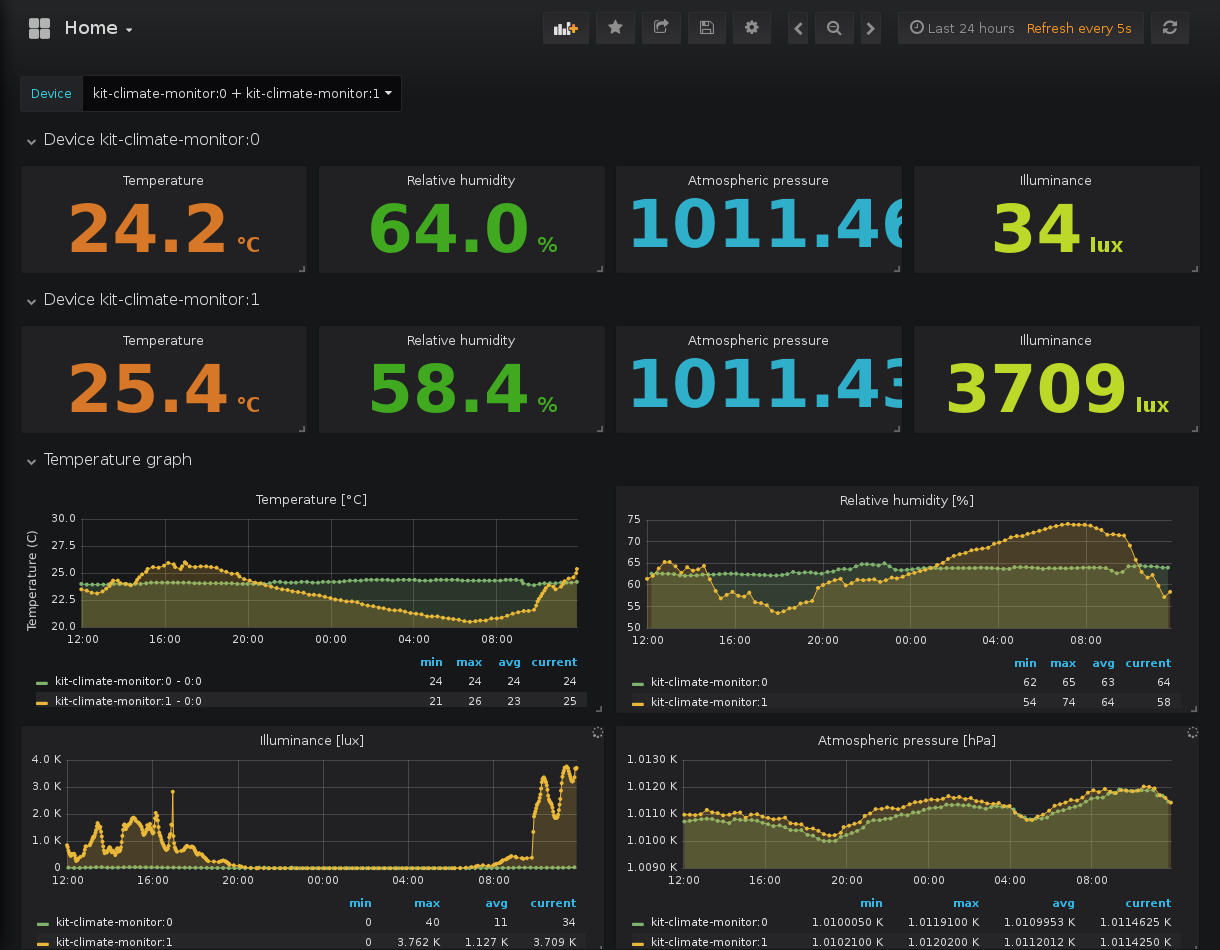 Home
Last 24 hours Refresh every 5s
Device kit-climate-monitor:0 + kit-climate-monitor:1
Device kit-climate-monitor:0
Temperature Relative humidity Atmospheric pressure Illuminance
24.2 °C 64.0 % 1011.46 34 lux
Device kit-climate-monitor:1
Temperature Relative humidity Atmospheric pressure Illuminance
25.4 °C 58.4 % 1011.43 3709 lux
Temperature graph
Temperature [°C]
Temperature (C)
30.0
27.5
25.0
22.5
20.0
12:00 16:00 20:00 00:00 04:00 08:00
min max avg current
kit-climate-monitor:0 - 0:0 24 24 24 24
kit-climate-monitor:1 - 0:0 21 26 23 25
Relative humidity [%]
75
70
65
60
55
50
12:00 16:00 20:00 00:00 04:00 08:00
min max avg current
kit-climate-monitor:0 62 65 63 64
kit-climate-monitor:1 54 74 64 58
Illuminance [lux]
4.0 K
3.0 K
2.0 K
1.0 K
0
12:00 16:00 20:00 00:00 04:00 08:00
min max avg current
kit-climate-monitor:0 0 40 11 34
kit-climate-monitor:1 0 3.762 K 1.127 K 3.709 K
Atmospheric pressure [hPa]
1.0130 K
1.0120 K
1.0110 K
1.0100 K
1.0090 K
12:00 16:00 20:00 00:00 04:00 08:00
min max avg current
kit-climate-monitor:0 1.0100050 K 1.0119100 K 1.0109953 K 1.0114625 K
kit-climate-monitor:1 1.0102100 K 1.0120200 K 1.0112012 K 1.0114250 K